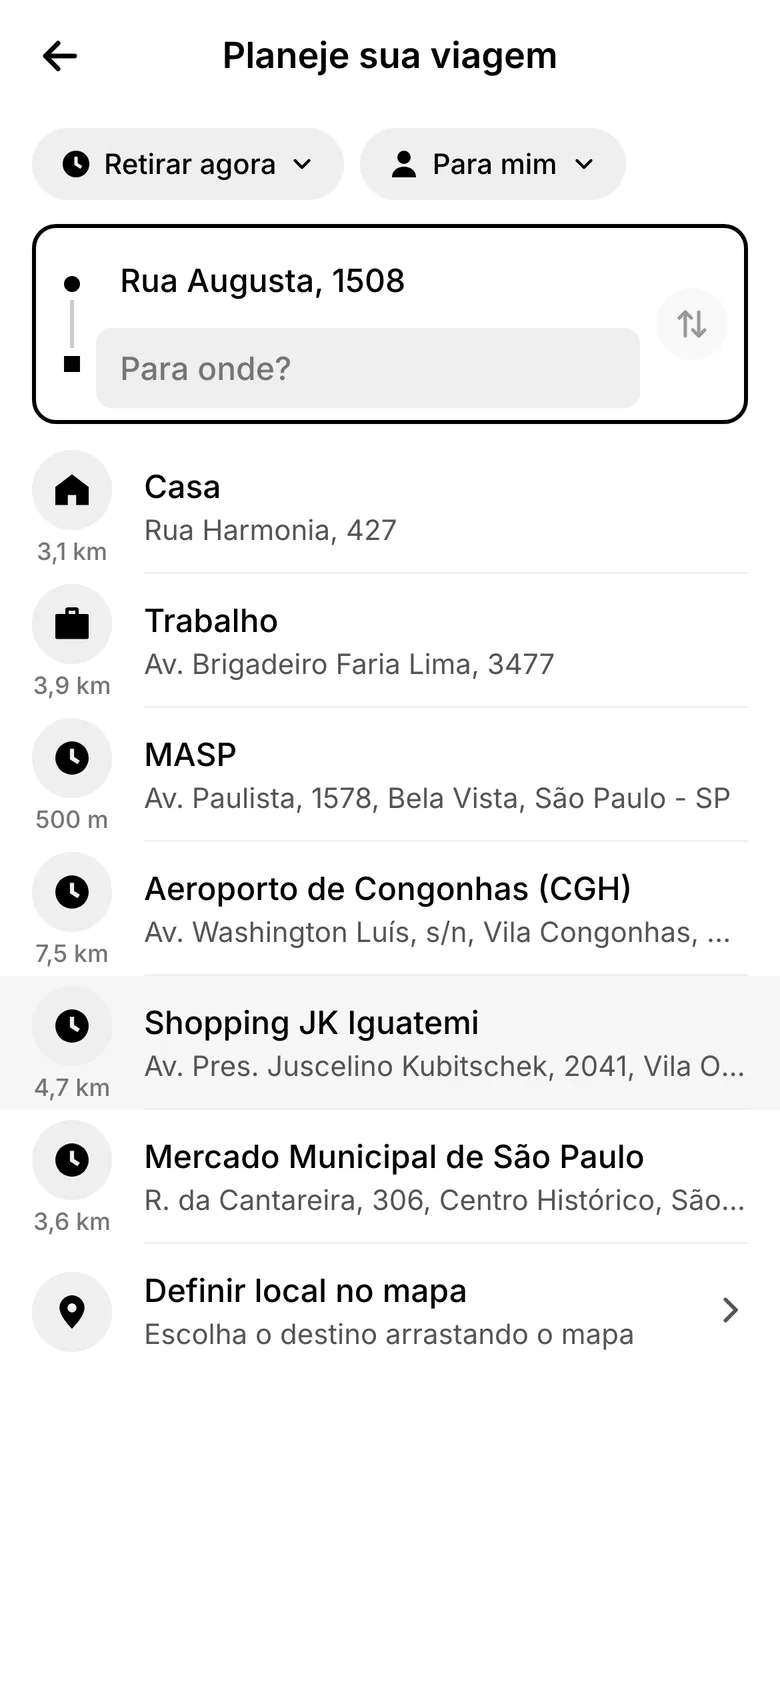 Planeje sua viagem
Retirar agora
Para mim
Rua Augusta, 1508
Para onde?
Casa
Rua Harmonia, 427
3,1 km
Trabalho
Av. Brigadeiro Faria Lima, 3477
3,9 km
MASP
Av. Paulista, 1578, Bela Vista, São Paulo - SP
500 m
Aeroporto de Congonhas (CGH)
Av. Washington Luís, s/n, Vila Congonhas, ...
7,5 km
Shopping JK Iguatemi
Av. Pres. Juscelino Kubitschek, 2041, Vila O...
4,7 km
Mercado Municipal de São Paulo
R. da Cantareira, 306, Centro Histórico, São...
3,6 km
Definir local no mapa
Escolha o destino arrastando o mapa